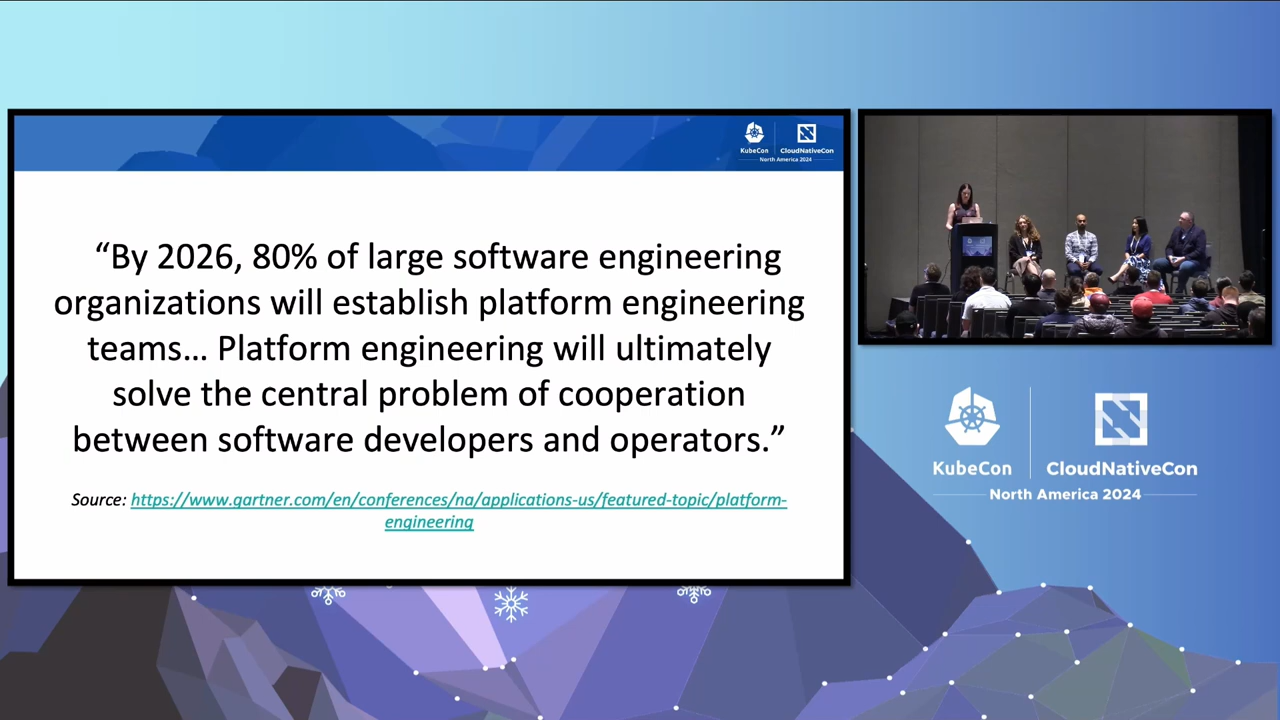 KubeCon
CloudNativeCon
North America 2024
“By 2026, 80% of large software engineering
organizations will establish platform engineering
teams... Platform engineering will ultimately
solve the central problem of cooperation
between software developers and operators.”
Source: https://www.gartner.com/en/conferences/na/applications-us/featured-topic/platform-
engineering
KubeCon
CloudNativeCon
North America 2024